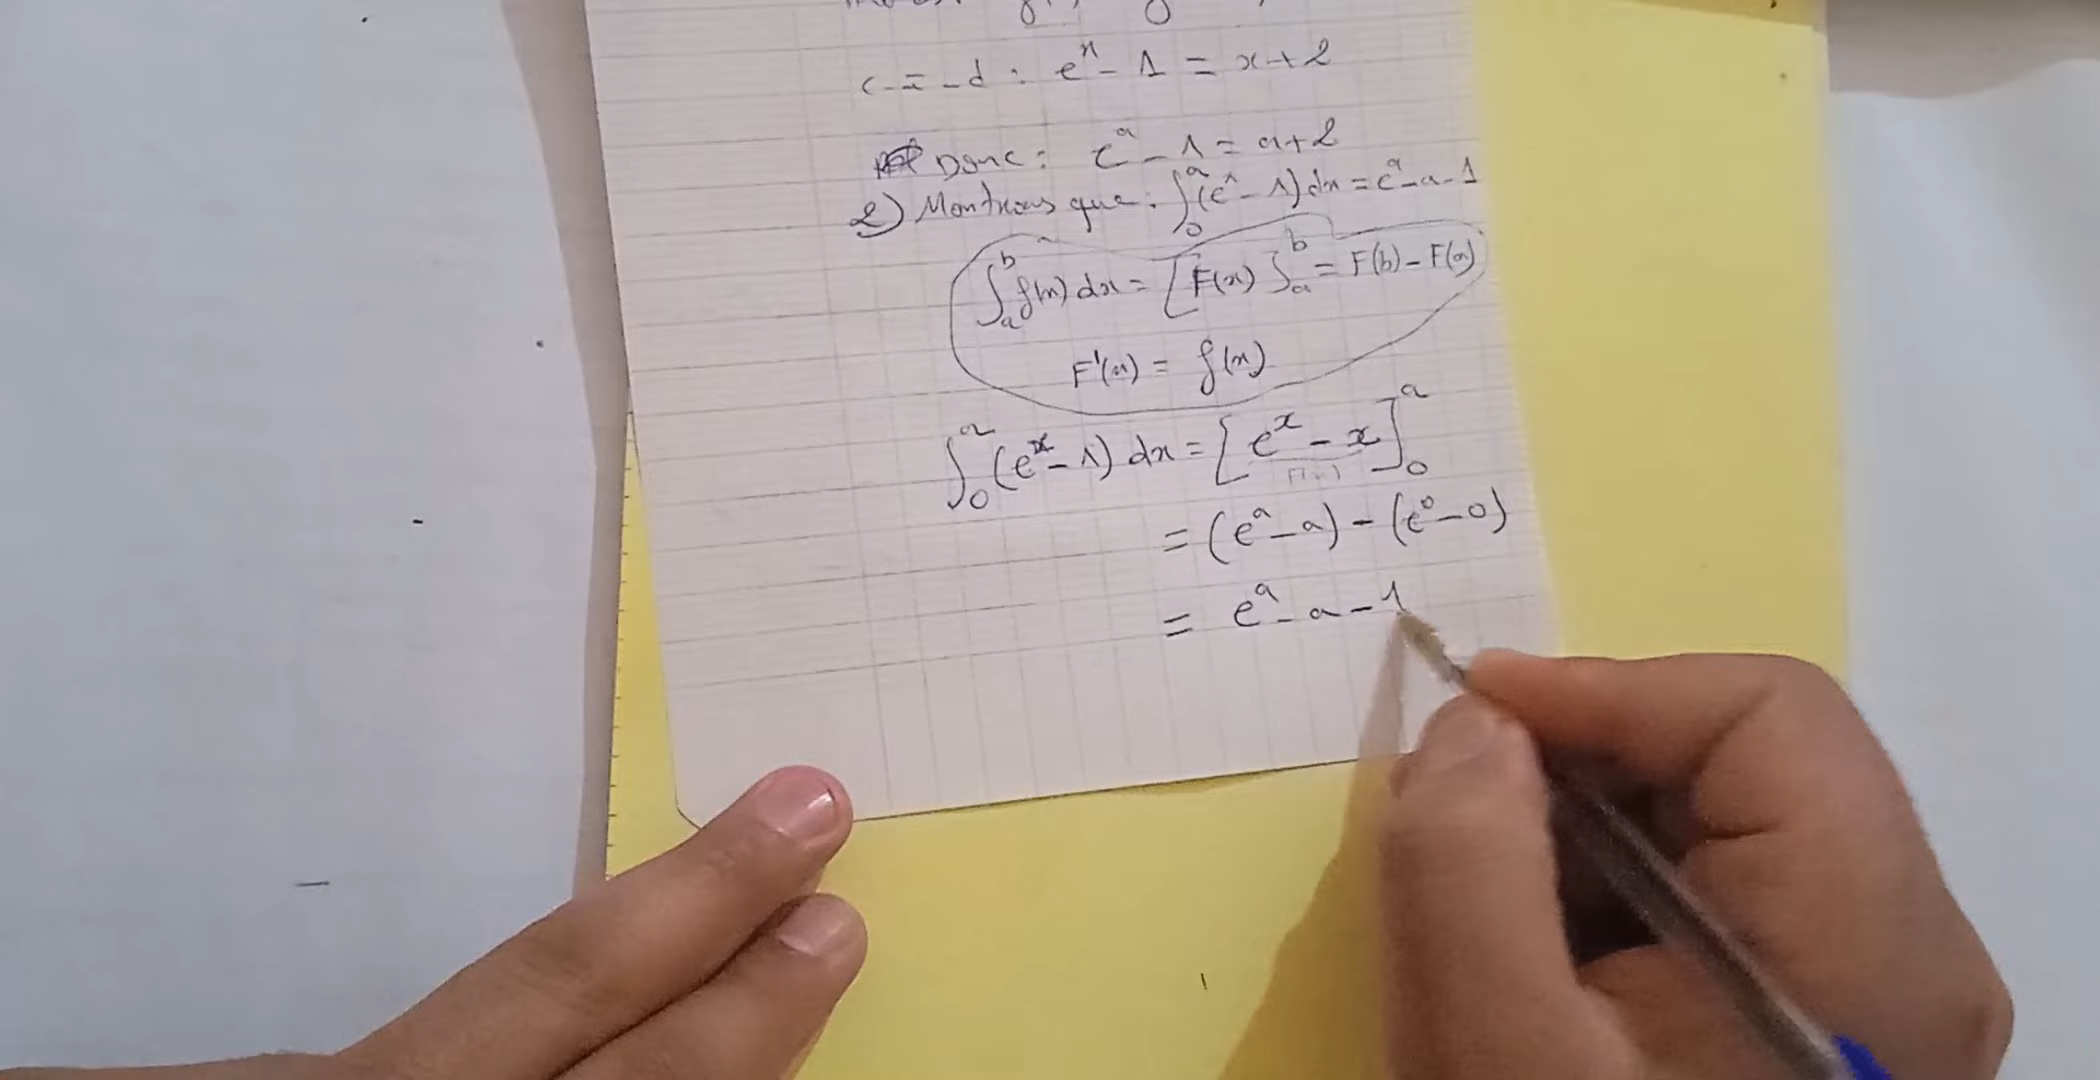 c-à-d : eˣ - 1 = x + 2
Donc : eᵃ - 1 = a + 2
2) Montrons que : ∫₀ᵃ (eˣ - 1) dx = eᵃ - a - 1
∫ₐᵇ f(x) dx = [F(x)]ₐᵇ = F(b) - F(a)
F'(x) = f(x)
∫₀ᵃ (eˣ - 1) dx = [eˣ - x]₀ᵃ
F(x)
= (eᵃ - a) - (e⁰ - 0)
= eᵃ - a - 1